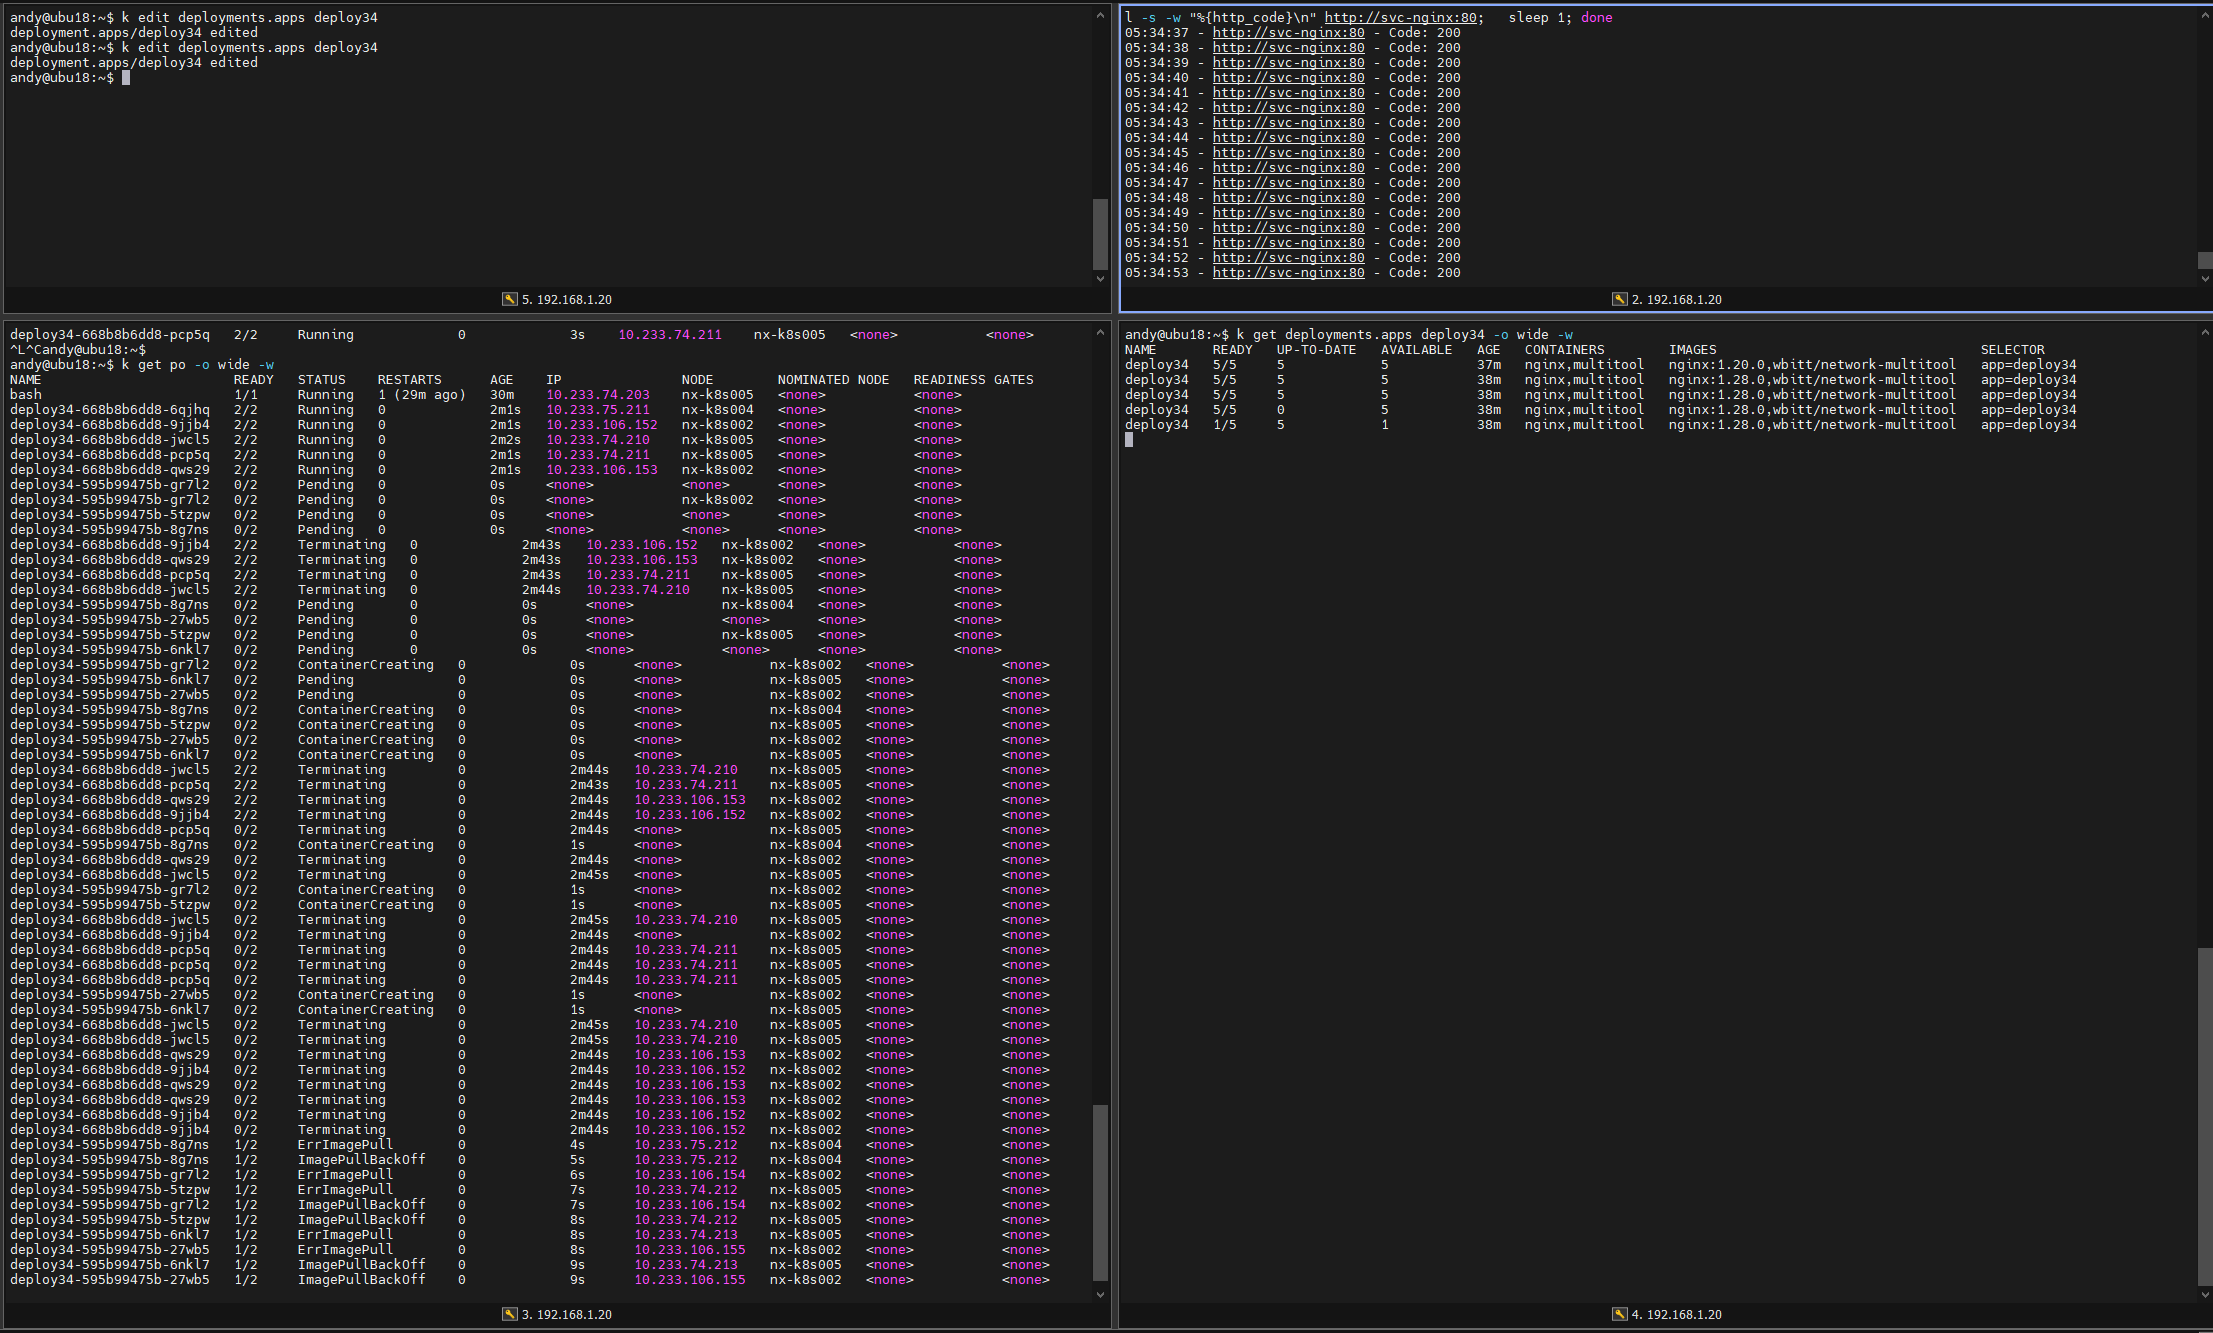 andy@ubu18:~$ k edit deployments.apps deploy34
deployment.apps/deploy34 edited
andy@ubu18:~$ k edit deployments.apps deploy34
deployment.apps/deploy34 edited
andy@ubu18:~$
5. 192.168.1.20
l -s -w "%{http_code}\n" http://svc-nginx:80;   sleep 1; done
05:34:37 - http://svc-nginx:80 - Code: 200
05:34:38 - http://svc-nginx:80 - Code: 200
05:34:39 - http://svc-nginx:80 - Code: 200
05:34:40 - http://svc-nginx:80 - Code: 200
05:34:41 - http://svc-nginx:80 - Code: 200
05:34:42 - http://svc-nginx:80 - Code: 200
05:34:43 - http://svc-nginx:80 - Code: 200
05:34:44 - http://svc-nginx:80 - Code: 200
05:34:45 - http://svc-nginx:80 - Code: 200
05:34:46 - http://svc-nginx:80 - Code: 200
05:34:47 - http://svc-nginx:80 - Code: 200
05:34:48 - http://svc-nginx:80 - Code: 200
05:34:49 - http://svc-nginx:80 - Code: 200
05:34:50 - http://svc-nginx:80 - Code: 200
05:34:51 - http://svc-nginx:80 - Code: 200
05:34:52 - http://svc-nginx:80 - Code: 200
05:34:53 - http://svc-nginx:80 - Code: 200
2. 192.168.1.20
deploy34-668b8b6dd8-pcp5q 2/2 Running 0 3s 10.233.74.211 nx-k8s005 <none> <none>
^L^Candy@ubu18:~$
andy@ubu18:~$ k get po -o wide -w
NAME READY STATUS RESTARTS AGE IP NODE NOMINATED NODE READINESS GATES
bash 1/1 Running 1 (29m ago) 30m 10.233.74.203 nx-k8s005 <none> <none>
deploy34-668b8b6dd8-6qjhq 2/2 Running 0 2m1s 10.233.75.211 nx-k8s004 <none> <none>
deploy34-668b8b6dd8-9jjb4 2/2 Running 0 2m1s 10.233.106.152 nx-k8s002 <none> <none>
deploy34-668b8b6dd8-jwcl5 2/2 Running 0 2m2s 10.233.74.210 nx-k8s005 <none> <none>
deploy34-668b8b6dd8-pcp5q 2/2 Running 0 2m1s 10.233.74.211 nx-k8s005 <none> <none>
deploy34-668b8b6dd8-qws29 2/2 Running 0 2m1s 10.233.106.153 nx-k8s002 <none> <none>
deploy34-595b99475b-gr7l2 0/2 Pending 0 0s <none> <none> <none> <none>
deploy34-595b99475b-gr7l2 0/2 Pending 0 0s <none> nx-k8s002 <none> <none>
deploy34-595b99475b-5tzpw 0/2 Pending 0 0s <none> <none> <none> <none>
deploy34-595b99475b-8g7ns 0/2 Pending 0 0s <none> <none> <none> <none>
deploy34-668b8b6dd8-9jjb4 2/2 Terminating 0 2m43s 10.233.106.152 nx-k8s002 <none> <none>
deploy34-668b8b6dd8-qws29 2/2 Terminating 0 2m43s 10.233.106.153 nx-k8s002 <none> <none>
deploy34-668b8b6dd8-pcp5q 2/2 Terminating 0 2m43s 10.233.74.211 nx-k8s005 <none> <none>
deploy34-668b8b6dd8-jwcl5 2/2 Terminating 0 2m44s 10.233.74.210 nx-k8s005 <none> <none>
deploy34-595b99475b-8g7ns 0/2 Pending 0 0s <none> nx-k8s004 <none> <none>
deploy34-595b99475b-27wb5 0/2 Pending 0 0s <none> <none> <none> <none>
deploy34-595b99475b-5tzpw 0/2 Pending 0 0s <none> nx-k8s005 <none> <none>
deploy34-595b99475b-6nkl7 0/2 Pending 0 0s <none> <none> <none> <none>
deploy34-595b99475b-gr7l2 0/2 ContainerCreating 0 0s <none> nx-k8s002 <none> <none>
deploy34-595b99475b-6nkl7 0/2 Pending 0 0s <none> nx-k8s005 <none> <none>
deploy34-595b99475b-27wb5 0/2 Pending 0 0s <none> nx-k8s002 <none> <none>
deploy34-595b99475b-8g7ns 0/2 ContainerCreating 0 0s <none> nx-k8s004 <none> <none>
deploy34-595b99475b-5tzpw 0/2 ContainerCreating 0 0s <none> nx-k8s005 <none> <none>
deploy34-595b99475b-27wb5 0/2 ContainerCreating 0 0s <none> nx-k8s002 <none> <none>
deploy34-595b99475b-6nkl7 0/2 ContainerCreating 0 0s <none> nx-k8s005 <none> <none>
deploy34-668b8b6dd8-jwcl5 2/2 Terminating 0 2m44s 10.233.74.210 nx-k8s005 <none> <none>
deploy34-668b8b6dd8-pcp5q 2/2 Terminating 0 2m43s 10.233.74.211 nx-k8s005 <none> <none>
deploy34-668b8b6dd8-qws29 2/2 Terminating 0 2m44s 10.233.106.153 nx-k8s002 <none> <none>
deploy34-668b8b6dd8-9jjb4 2/2 Terminating 0 2m44s 10.233.106.152 nx-k8s002 <none> <none>
deploy34-668b8b6dd8-pcp5q 0/2 Terminating 0 2m44s <none> nx-k8s005 <none> <none>
deploy34-595b99475b-8g7ns 0/2 ContainerCreating 0 1s <none> nx-k8s004 <none> <none>
deploy34-668b8b6dd8-qws29 0/2 Terminating 0 2m44s <none> nx-k8s002 <none> <none>
deploy34-668b8b6dd8-jwcl5 0/2 Terminating 0 2m45s <none> nx-k8s005 <none> <none>
deploy34-595b99475b-gr7l2 0/2 ContainerCreating 0 1s <none> nx-k8s002 <none> <none>
deploy34-595b99475b-5tzpw 0/2 ContainerCreating 0 1s <none> nx-k8s005 <none> <none>
deploy34-668b8b6dd8-jwcl5 0/2 Terminating 0 2m45s 10.233.74.210 nx-k8s005 <none> <none>
deploy34-668b8b6dd8-9jjb4 0/2 Terminating 0 2m44s <none> nx-k8s002 <none> <none>
deploy34-668b8b6dd8-pcp5q 0/2 Terminating 0 2m44s 10.233.74.211 nx-k8s005 <none> <none>
deploy34-668b8b6dd8-pcp5q 0/2 Terminating 0 2m44s 10.233.74.211 nx-k8s005 <none> <none>
deploy34-668b8b6dd8-pcp5q 0/2 Terminating 0 2m44s 10.233.74.211 nx-k8s005 <none> <none>
deploy34-595b99475b-27wb5 0/2 ContainerCreating 0 1s <none> nx-k8s002 <none> <none>
deploy34-595b99475b-6nkl7 0/2 ContainerCreating 0 1s <none> nx-k8s005 <none> <none>
deploy34-668b8b6dd8-jwcl5 0/2 Terminating 0 2m45s 10.233.74.210 nx-k8s005 <none> <none>
deploy34-668b8b6dd8-jwcl5 0/2 Terminating 0 2m45s 10.233.74.210 nx-k8s005 <none> <none>
deploy34-668b8b6dd8-qws29 0/2 Terminating 0 2m44s 10.233.106.153 nx-k8s002 <none> <none>
deploy34-668b8b6dd8-9jjb4 0/2 Terminating 0 2m44s 10.233.106.152 nx-k8s002 <none> <none>
deploy34-668b8b6dd8-qws29 0/2 Terminating 0 2m44s 10.233.106.153 nx-k8s002 <none> <none>
deploy34-668b8b6dd8-qws29 0/2 Terminating 0 2m44s 10.233.106.153 nx-k8s002 <none> <none>
deploy34-668b8b6dd8-9jjb4 0/2 Terminating 0 2m44s 10.233.106.152 nx-k8s002 <none> <none>
deploy34-668b8b6dd8-9jjb4 0/2 Terminating 0 2m44s 10.233.106.152 nx-k8s002 <none> <none>
deploy34-595b99475b-8g7ns 1/2 ErrImagePull 0 4s 10.233.75.212 nx-k8s004 <none> <none>
deploy34-595b99475b-8g7ns 1/2 ImagePullBackOff 0 5s 10.233.75.212 nx-k8s004 <none> <none>
deploy34-595b99475b-gr7l2 1/2 ErrImagePull 0 6s 10.233.106.154 nx-k8s002 <none> <none>
deploy34-595b99475b-5tzpw 1/2 ErrImagePull 0 7s 10.233.74.212 nx-k8s005 <none> <none>
deploy34-595b99475b-gr7l2 1/2 ImagePullBackOff 0 7s 10.233.106.154 nx-k8s002 <none> <none>
deploy34-595b99475b-5tzpw 1/2 ImagePullBackOff 0 8s 10.233.74.212 nx-k8s005 <none> <none>
deploy34-595b99475b-6nkl7 1/2 ErrImagePull 0 8s 10.233.74.213 nx-k8s005 <none> <none>
deploy34-595b99475b-27wb5 1/2 ErrImagePull 0 8s 10.233.106.155 nx-k8s002 <none> <none>
deploy34-595b99475b-6nkl7 1/2 ImagePullBackOff 0 9s 10.233.74.213 nx-k8s005 <none> <none>
deploy34-595b99475b-27wb5 1/2 ImagePullBackOff 0 9s 10.233.106.155 nx-k8s002 <none> <none>
3. 192.168.1.20
andy@ubu18:~$ k get deployments.apps deploy34 -o wide -w
NAME READY UP-TO-DATE AVAILABLE AGE CONTAINERS IMAGES SELECTOR
deploy34 5/5 5 5 37m nginx,multitool nginx:1.20.0,wbitt/network-multitool app=deploy34
deploy34 5/5 5 5 38m nginx,multitool nginx:1.28.0,wbitt/network-multitool app=deploy34
deploy34 5/5 5 5 38m nginx,multitool nginx:1.28.0,wbitt/network-multitool app=deploy34
deploy34 5/5 0 5 38m nginx,multitool nginx:1.28.0,wbitt/network-multitool app=deploy34
deploy34 1/5 5 1 38m nginx,multitool nginx:1.28.0,wbitt/network-multitool app=deploy34
4. 192.168.1.20